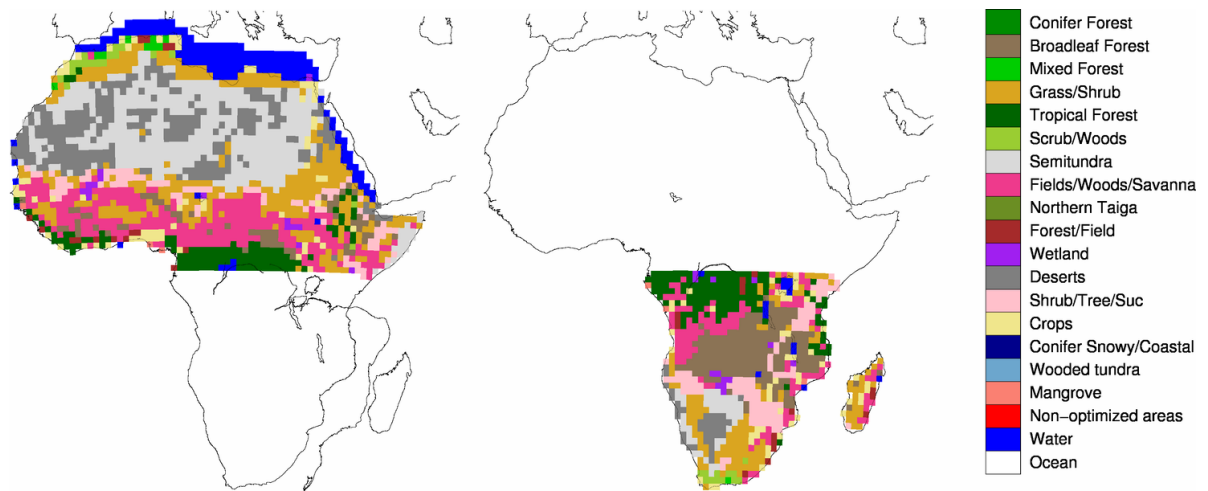 Conifer Forest
Broadleaf Forest
Mixed Forest
Grass/Shrub
Tropical Forest
Scrub/Woods
Semitundra
Fields/Woods/Savanna
Northern Taiga
Forest/Field
Wetland
Deserts
Shrub/Tree/Suc
Crops
Conifer Snowy/Coastal
Wooded tundra
Mangrove
Non−optimized areas
Water
Ocean